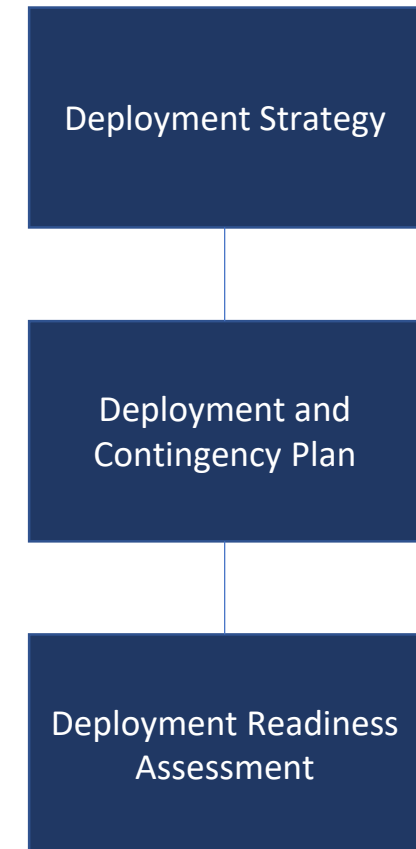 Deployment Strategy
Deployment and
Contingency Plan
Deployment Readiness
Assessment